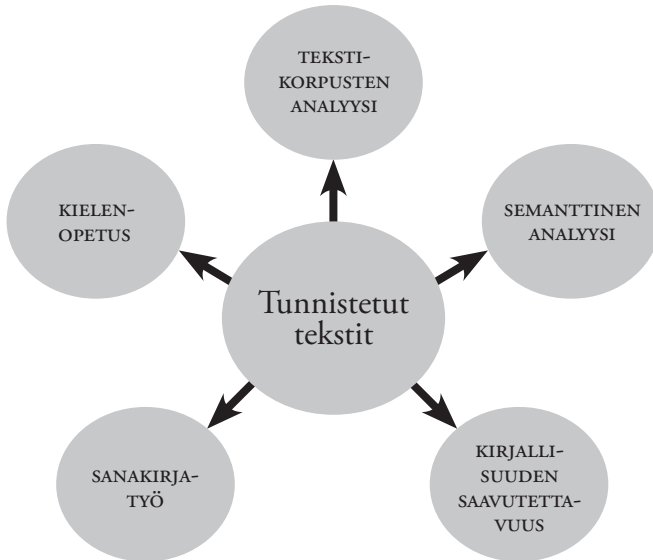 TEKSTI-
KORPUSTEN
ANALYYSI
KIELEN-
OPETUS
SEMANTTINEN
ANALYYSI
Tunnistetut
tekstit
SANAKIRJA-
TYÖ
KIRJALLI-
SUUDEN
SAAVUTETTA-
VUUS